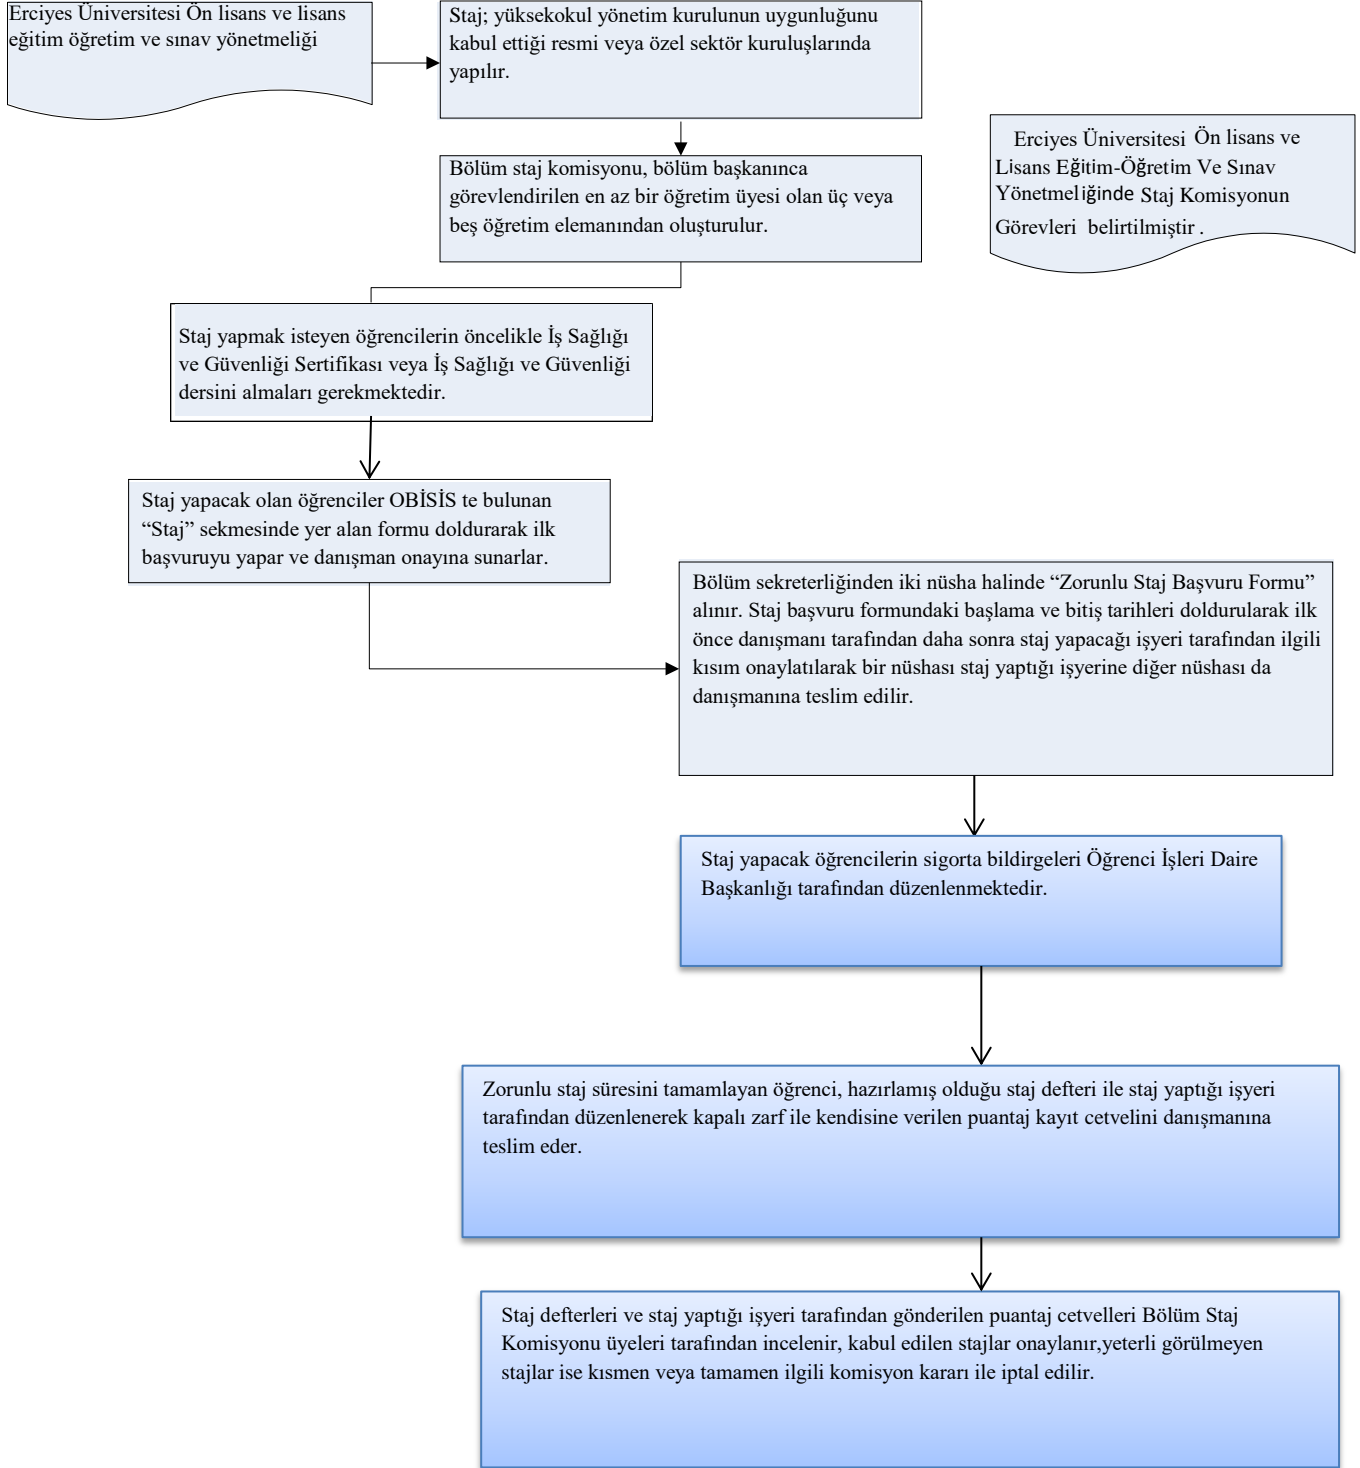 Erciyes Üniversitesi Ön lisans ve lisans
eğitim öğretim ve sınav yönetmeliği
Staj; yüksekokul yönetim kurulunun uygunluğunu
kabul ettiği resmi veya özel sektör kuruluşlarında
yapılır.
Erciyes Üniversitesi Ön lisans ve
Lisans Eğitim-Öğretim Ve Sınav
Yönetmeliğinde Staj Komisyonun
Görevleri belirtilmiştir .
Bölüm staj komisyonu, bölüm başkanınca
görevlendirilen en az bir öğretim üyesi olan üç veya
beş öğretim elemanından oluşturulur.
Staj yapmak isteyen öğrencilerin öncelikle İş Sağlığı
ve Güvenliği Sertifikası veya İş Sağlığı ve Güvenliği
dersini almaları gerekmektedir.
Staj yapacak olan öğrenciler OBİSİS te bulunan
“Staj” sekmesinde yer alan formu doldurarak ilk
başvuruyu yapar ve danışman onayına sunarlar.
Bölüm sekreterliğinden iki nüsha halinde “Zorunlu Staj Başvuru Formu”
alınır. Staj başvuru formundaki başlama ve bitiş tarihleri doldurularak ilk
önce danışmanı tarafından daha sonra staj yapacağı işyeri tarafından ilgili
kısım onaylatılarak bir nüshası staj yaptığı işyerine diğer nüshası da
danışmanına teslim edilir.
Staj yapacak öğrencilerin sigorta bildirgeleri Öğrenci İşleri Daire
Başkanlığı tarafından düzenlenmektedir.
Zorunlu staj süresini tamamlayan öğrenci, hazırlamış olduğu staj defteri ile staj yaptığı işyeri
tarafından düzenlenerek kapalı zarf ile kendisine verilen puantaj kayıt cetvelini danışmanına
teslim eder.
Staj defterleri ve staj yaptığı işyeri tarafından gönderilen puantaj cetvelleri Bölüm Staj
Komisyonu üyeleri tarafından incelenir, kabul edilen stajlar onaylanır,yeterli görülmeyen
stajlar ise kısmen veya tamamen ilgili komisyon kararı ile iptal edilir.